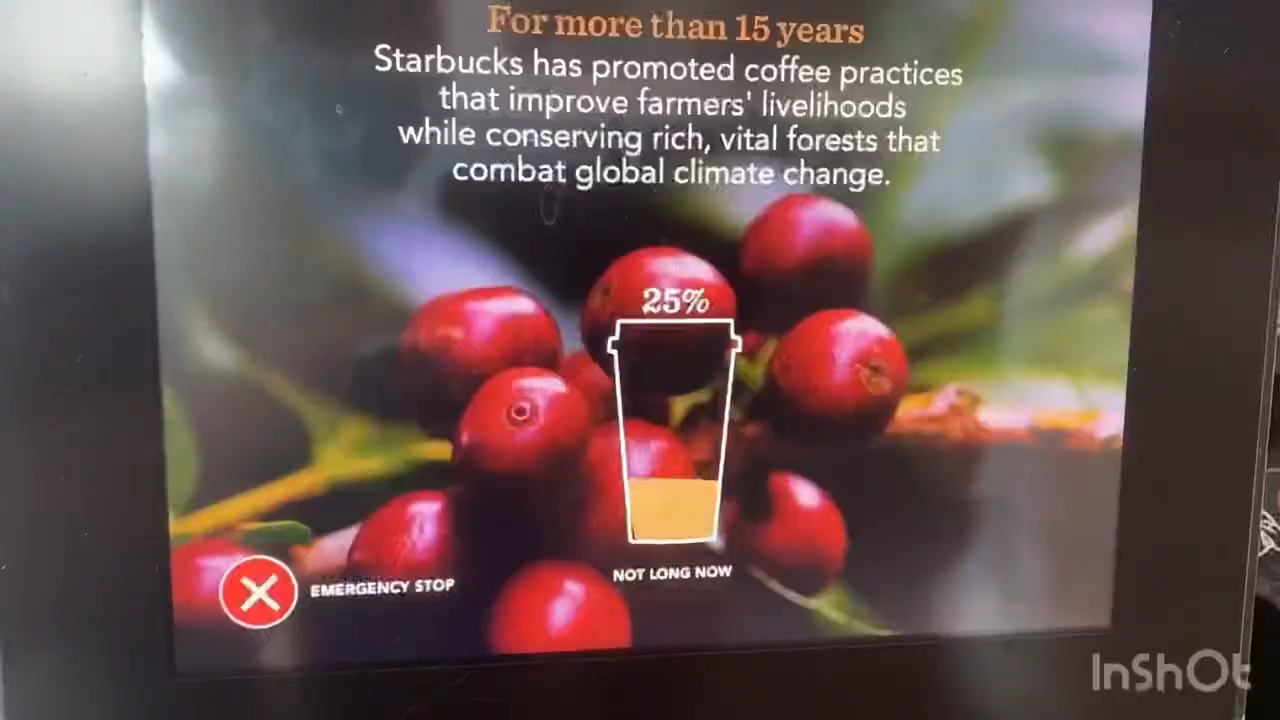 For more than 15 years
Starbucks has promoted coffee practices
that improve farmers' livelihoods
while conserving rich, vital forests that
combat global climate change.
25%
NOT LONG NOW
EMERGENCY STOP
InShOt